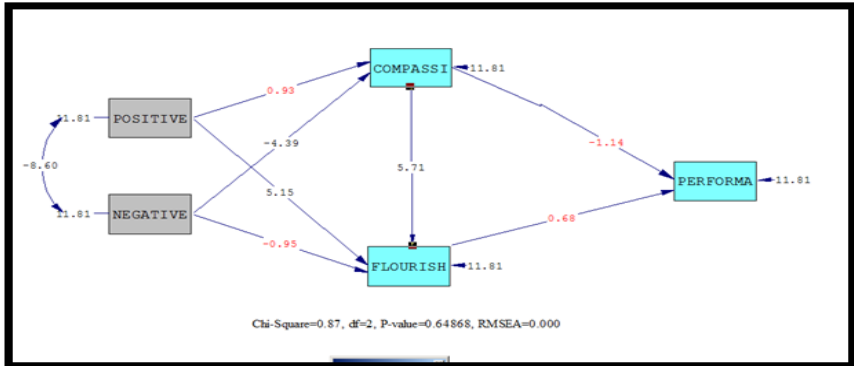 COMPASSI
11.81
0.93
11.81
POSITIVE
-4.39
-1.14
-8.60
5.71
PERFORMA
11.81
5.15
11.81
NEGATIVE
0.68
-0.95
FLOURISH
11.81
Chi-Square=0.87, df=2, P-value=0.64868, RMSEA=0.000